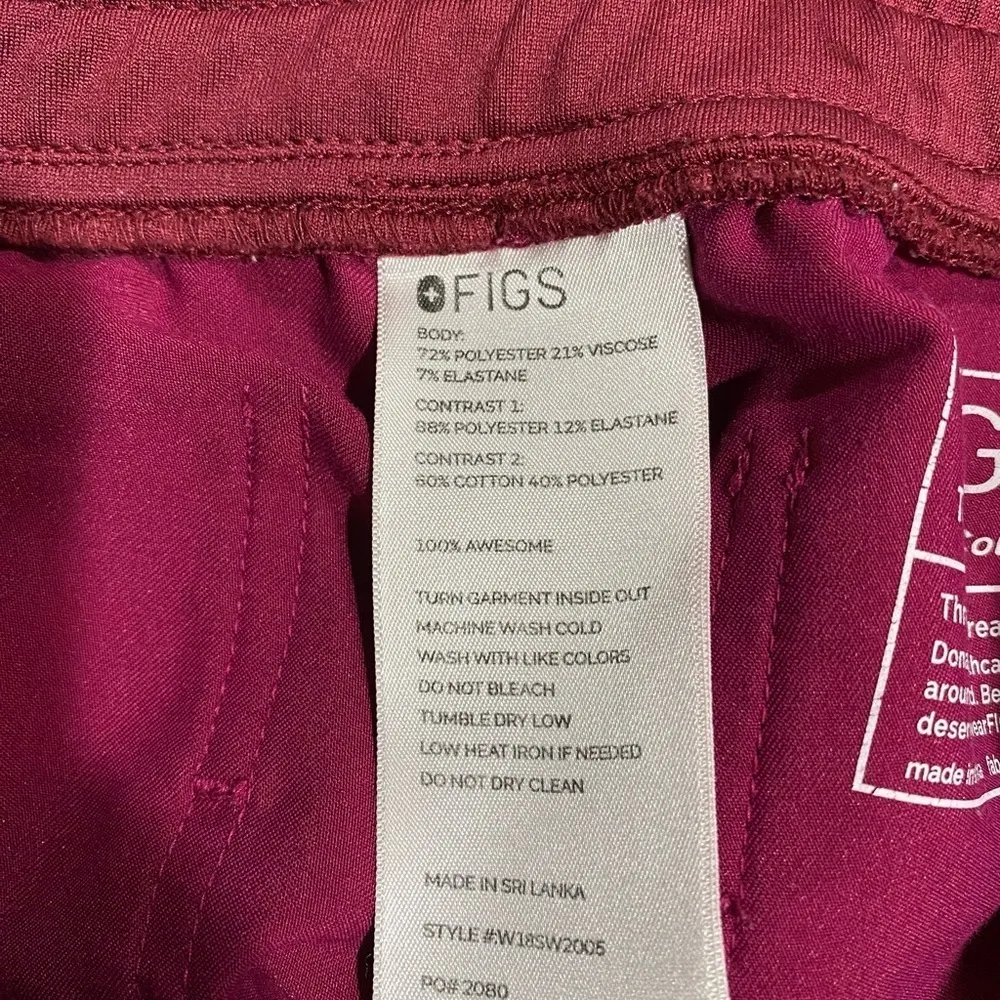 FIGS
BODY:
72% POLYESTER 21% VISCOSE
7% ELASTANE
CONTRAST 1:
88% POLYESTER 12% ELASTANE
CONTRAST 2:
60% COTTON 40% POLYESTER
100% AWESOME
TURN GARMENT INSIDE OUT
MACHINE WASH COLD
WASH WITH LIKE COLORS
DO NOT BLEACH
TUMBLE DRY LOW
LOW HEAT IRON IF NEEDED
DO NOT DRY CLEAN
MADE IN SRI LANKA
STYLE #:W18SW2005
PO# 2080
G
made